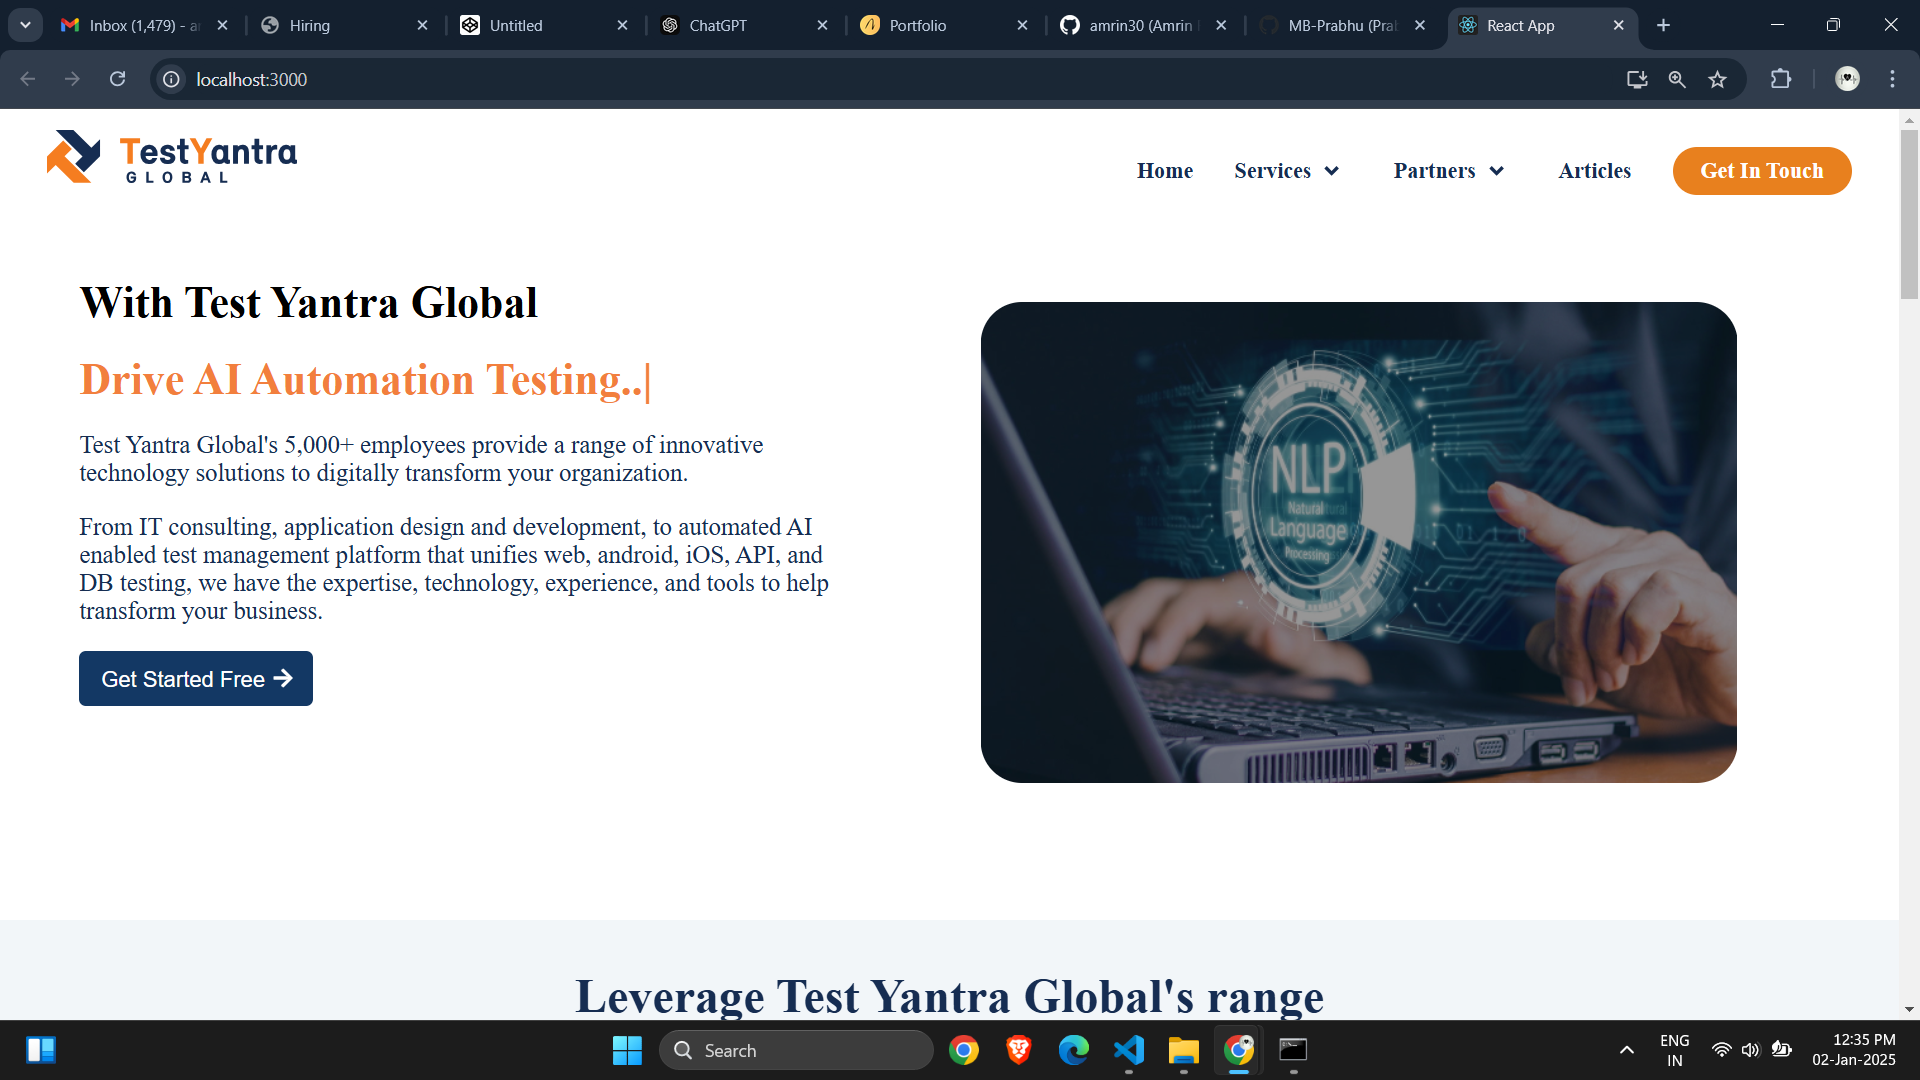 Inbox (1,479) - a
Hiring
Untitled
ChatGPT
Portfolio
amrin30 (Amrin
MB-Prabhu (Pra
React App
localhost:3000
TestYantra
GLOBAL
Home
Services
Partners
Articles
Get In Touch
With Test Yantra Global
Drive AI Automation Testing..|
Test Yantra Global's 5,000+ employees provide a range of innovative
technology solutions to digitally transform your organization.
From IT consulting, application design and development, to automated AI
enabled test management platform that unifies web, android, iOS, API, and
DB testing, we have the expertise, technology, experience, and tools to help
transform your business.
Get Started Free
NLP
Natural
Language
Processing
Leverage Test Yantra Global's range
Search
ENG
IN
12:35 PM
02-Jan-2025